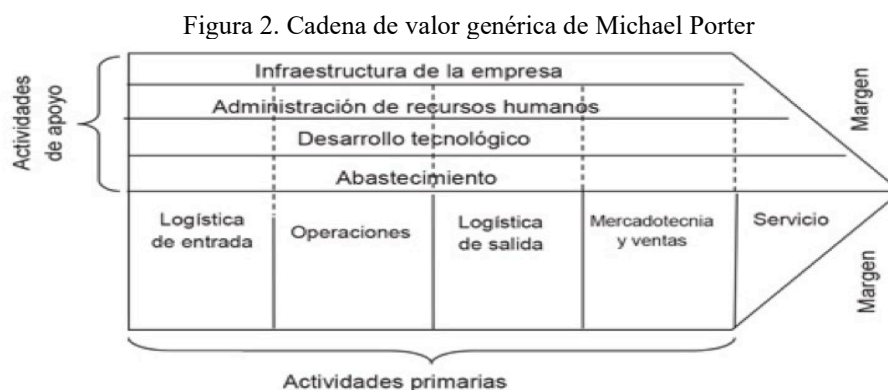 Figura 2. Cadena de valor genérica de Michael Porter
Actividades
de apoyo
Infraestructura de la empresa
Administración de recursos humanos
Desarrollo tecnológico
Abastecimiento
Margen
Logística
de entrada
Operaciones
Logística
de salida
Mercadotecnia
y ventas
Servicio
Margen
Actividades primarias